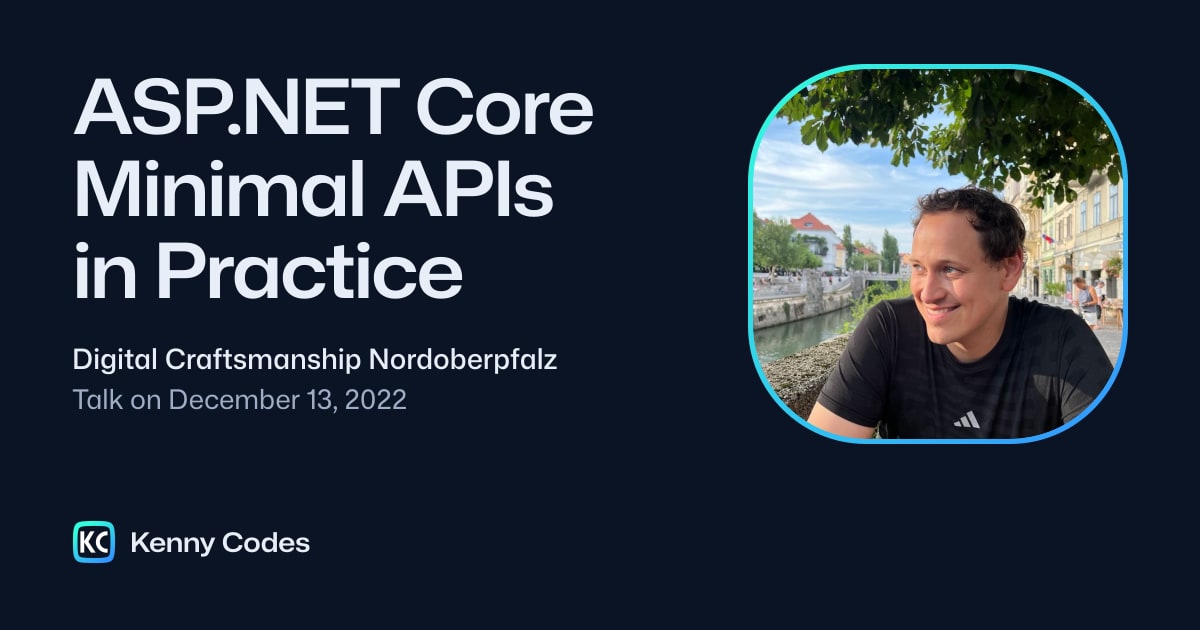 ASP.NET Core
Minimal APIs
in Practice
Digital Craftsmanship Nordoberpfalz
Talk on December 13, 2022
KC Kenny Codes